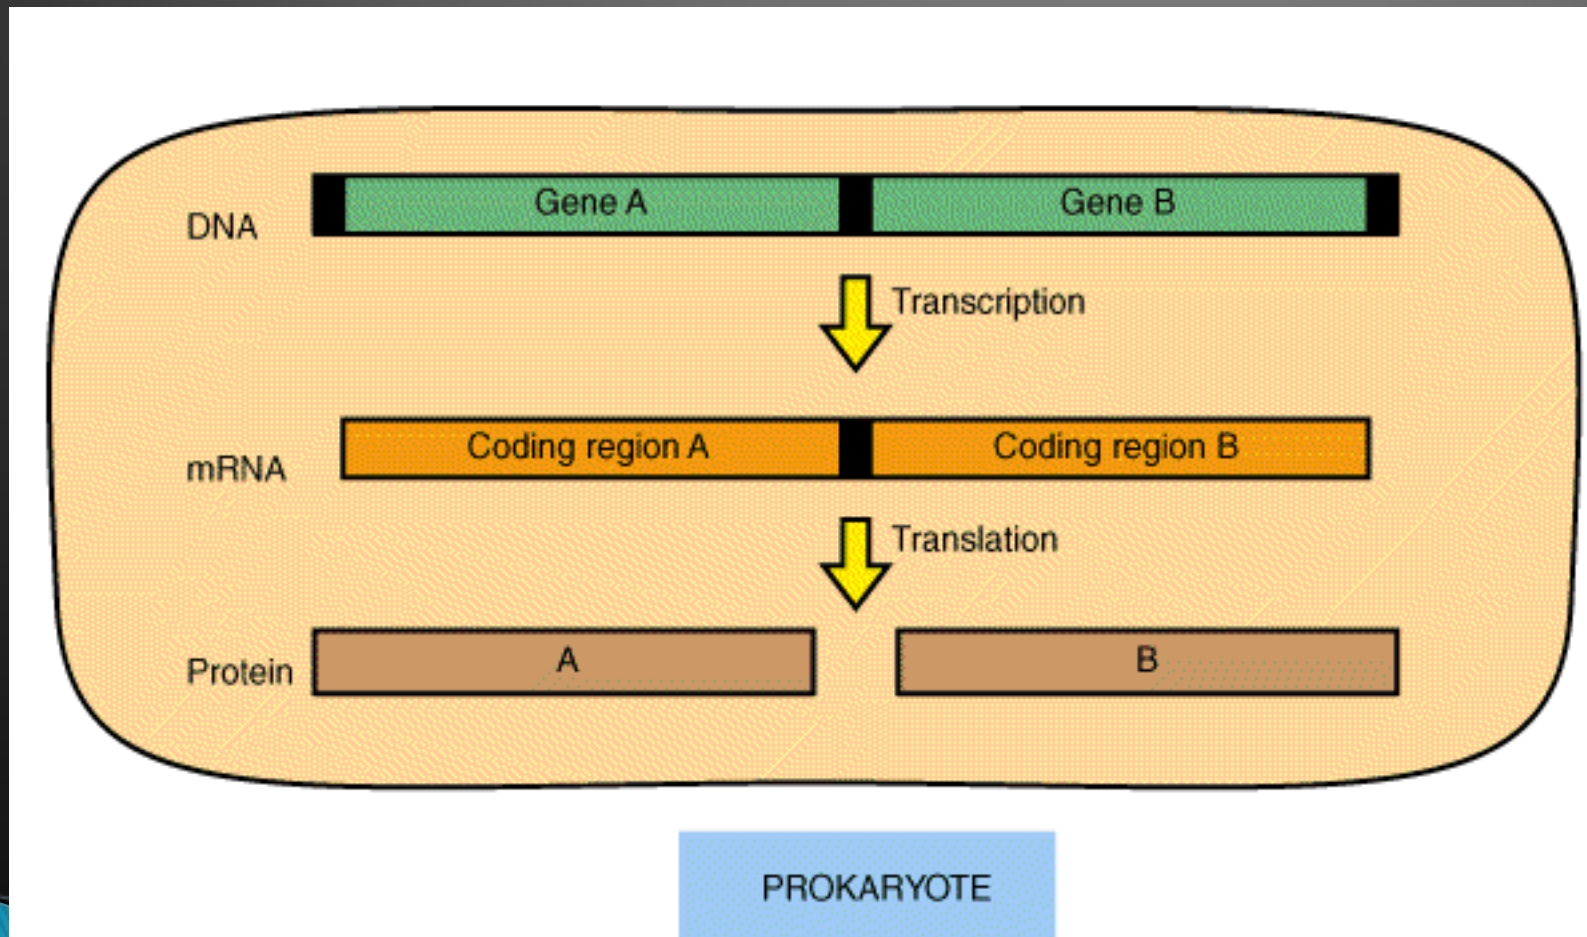 Gene A
Gene B
DNA
Transcription
Coding region A
Coding region B
mRNA
Translation
A
B
Protein
PROKARYOTE